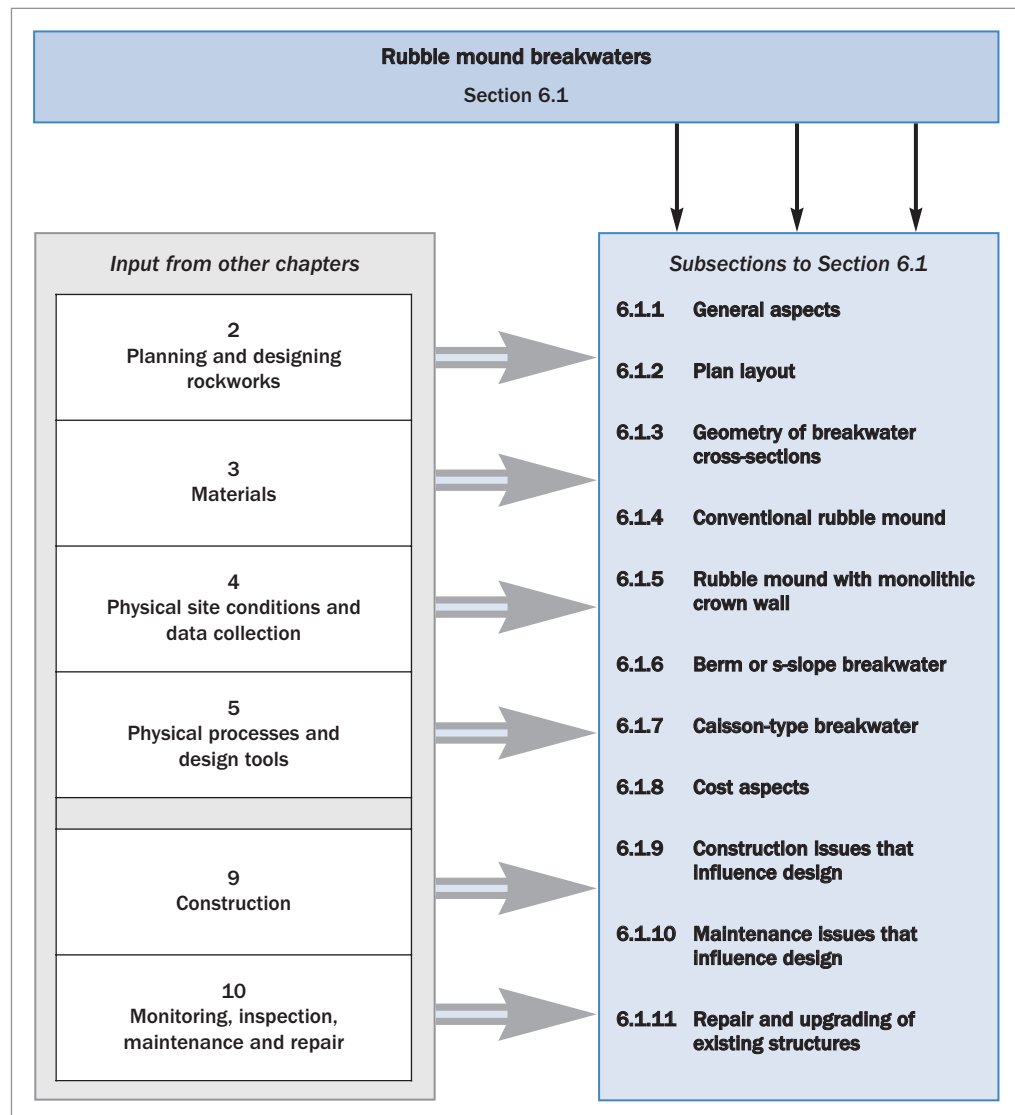 Rubble mound breakwaters
Section 6.1
Input from other chapters
2
Planning and designing
rockworks
3
Materials
4
Physical site conditions and
data collection
5
Physical processes and
design tools
9
Construction
10
Monitoring, inspection,
maintenance and repair
Subsections to Section 6.1
6.1.1 General aspects
6.1.2 Plan layout
6.1.3 Geometry of breakwater
cross-sections
6.1.4 Conventional rubble mound
6.1.5 Rubble mound with monolithic
crown wall
6.1.6 Berm or s-slope breakwater
6.1.7 Caisson-type breakwater
6.1.8 Cost aspects
6.1.9 Construction issues that
influence design
6.1.10 Maintenance issues that
influence design
6.1.11 Repair and upgrading of
existing structures